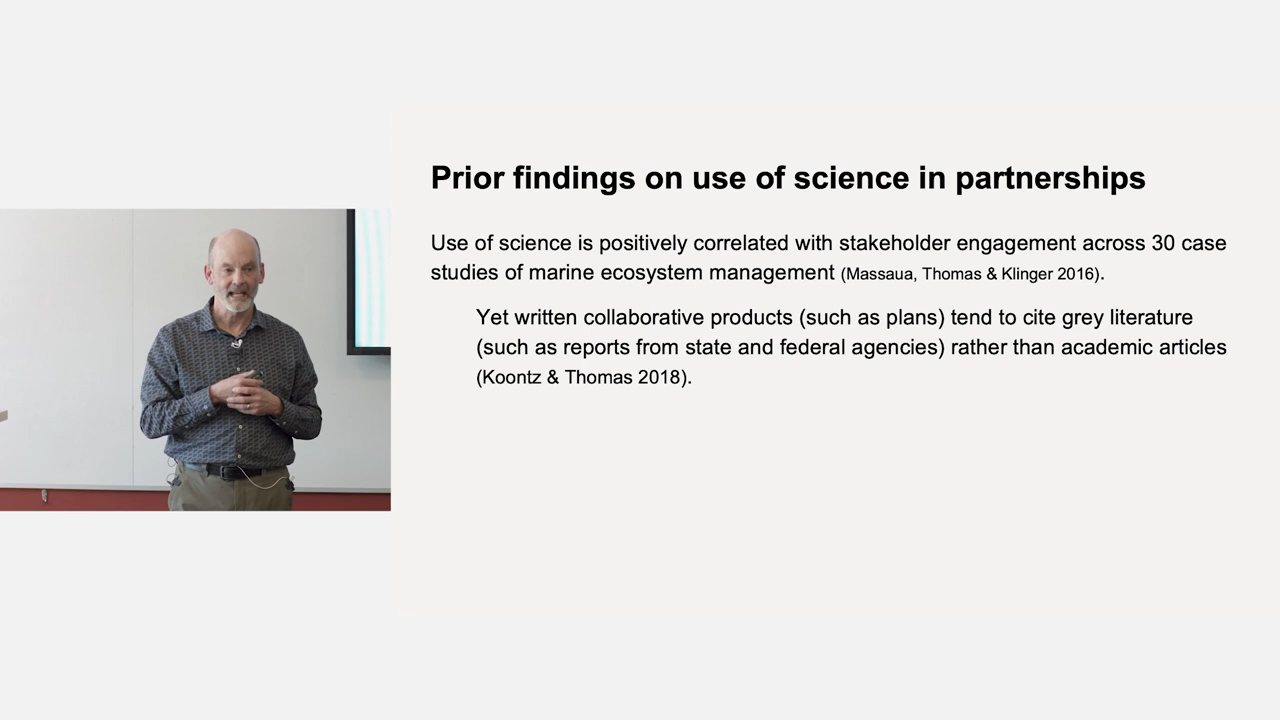 Prior findings on use of science in partnerships
Use of science is positively correlated with stakeholder engagement across 30 case
studies of marine ecosystem management (Massaua, Thomas & Klinger 2016).
Yet written collaborative products (such as plans) tend to cite grey literature
(such as reports from state and federal agencies) rather than academic articles
(Koontz & Thomas 2018).